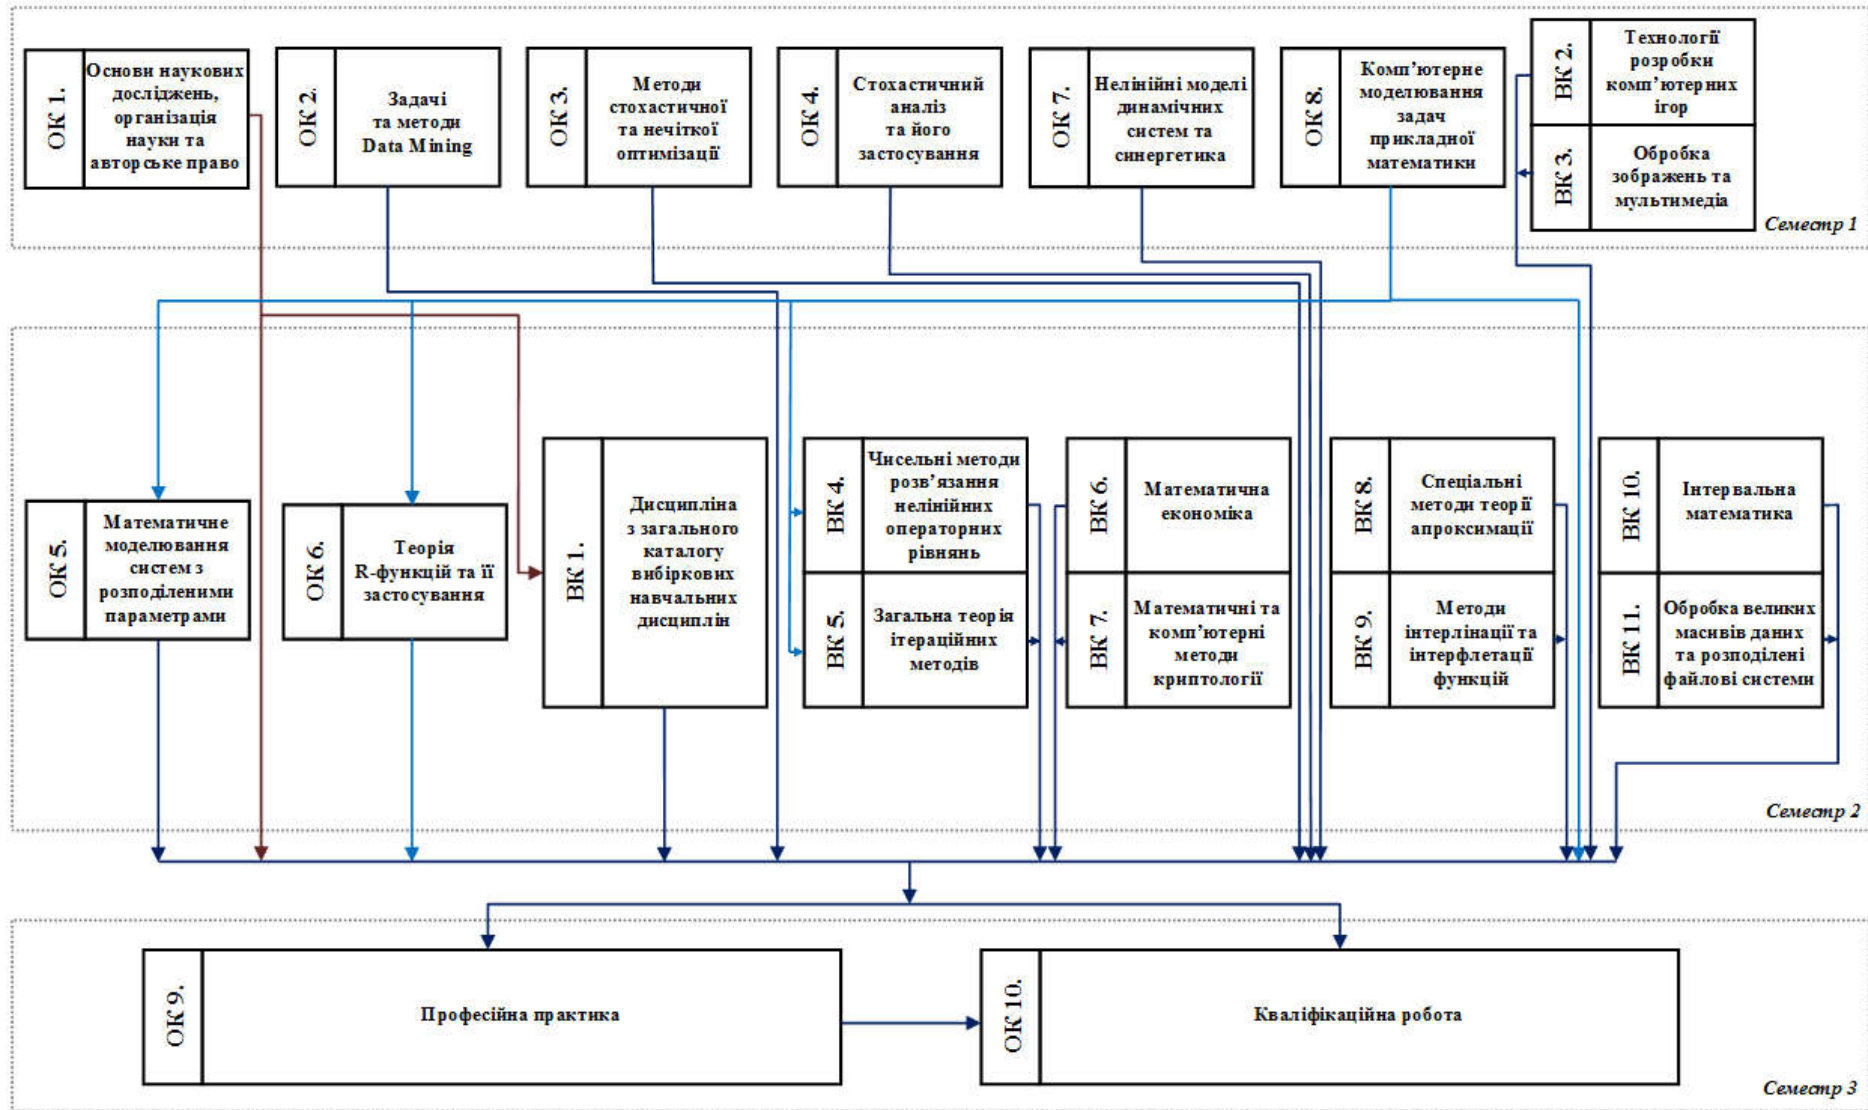 ОК 1.
Основи наукових
досліджень,
організація
науки та
авторське право
ОК 2.
Задачі
та методи
Data Mining
ОК 3.
Методи
стохастичної
та нечіткої
оптимізації
ОК 4.
Стохастичний
аналіз
та його
застосування
ОК 7.
Нелінійні моделі
динамічних
систем та
синергетика
ОК 8.
Комп’ютерне
моделювання
задач
прикладної
математики
ВК 2.
Технології
розробки
комп’ютерних
ігор
ВК 3.
Обробка
зображень та
мультимедіа
Семестр 1
ОК 5.
Математичне
моделювання
систем з
розподіленими
параметрами
ОК 6.
Теорія
R-функцій та її
застосування
ВК 1.
Дисципліна
з загального
каталогу
вибіркових
навчальних
дисциплін
ВК 4.
Чисельні методи
розв’язання
нелінійних
операторних
рівнянь
ВК 5.
Загальна теорія
ітераційних
методів
ВК 6.
Математична
економіка
ВК 7.
Математичні та
комп’ютерні
методи
криптології
ВК 8.
Спеціальні
методи теорії
апроксимації
ВК 9.
Методи
інтерлінації та
інтерфлетації
функцій
ВК 10.
Інтервальна
математика
ВК 11.
Обробка великих
масивів даних
та розподілені
файлові системи
Семестр 2
ОК 9.
Професійна практика
ОК 10.
Кваліфікаційна робота
Семестр 3